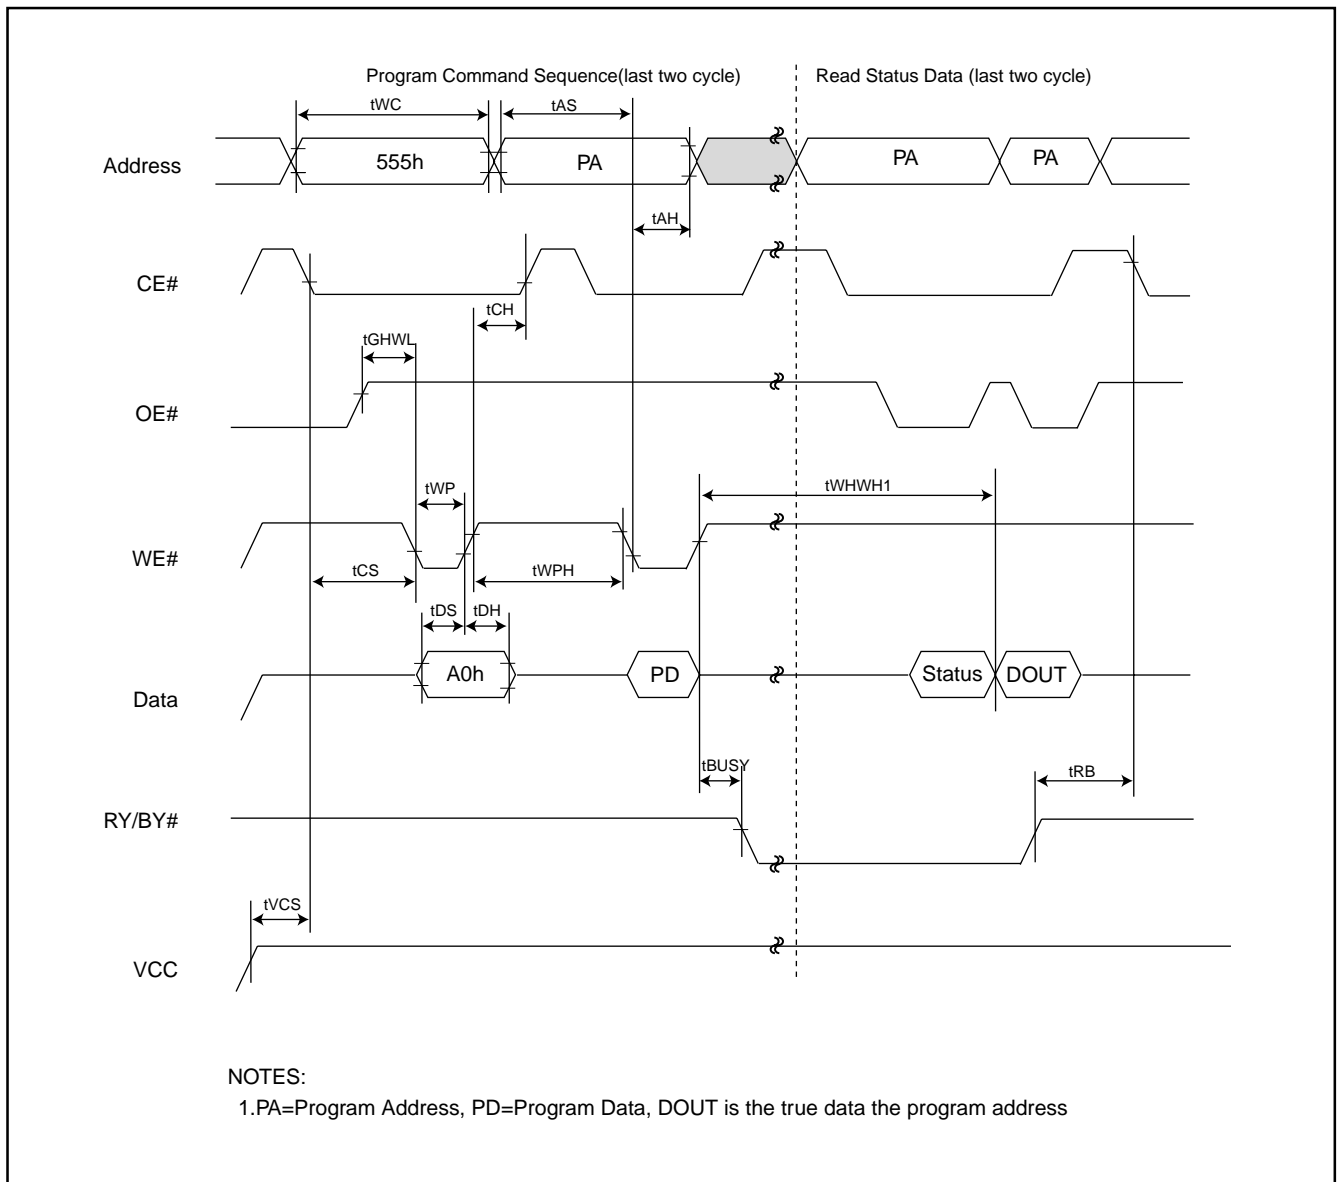 Program Command Sequence(last two cycle)
Read Status Data (last two cycle)
tWC
tAS
Address
555h
PA
PA
PA
tAH
CE#
tCH
tGHWL
OE#
tWP
tWHWH1
WE#
tCS
tWPH
tDS
tDH
A0h
PD
Status
DOUT
Data
tBUSY
tRB
RY/BY#
tVCS
VCC
NOTES:
1.PA=Program Address, PD=Program Data, DOUT is the true data the program address